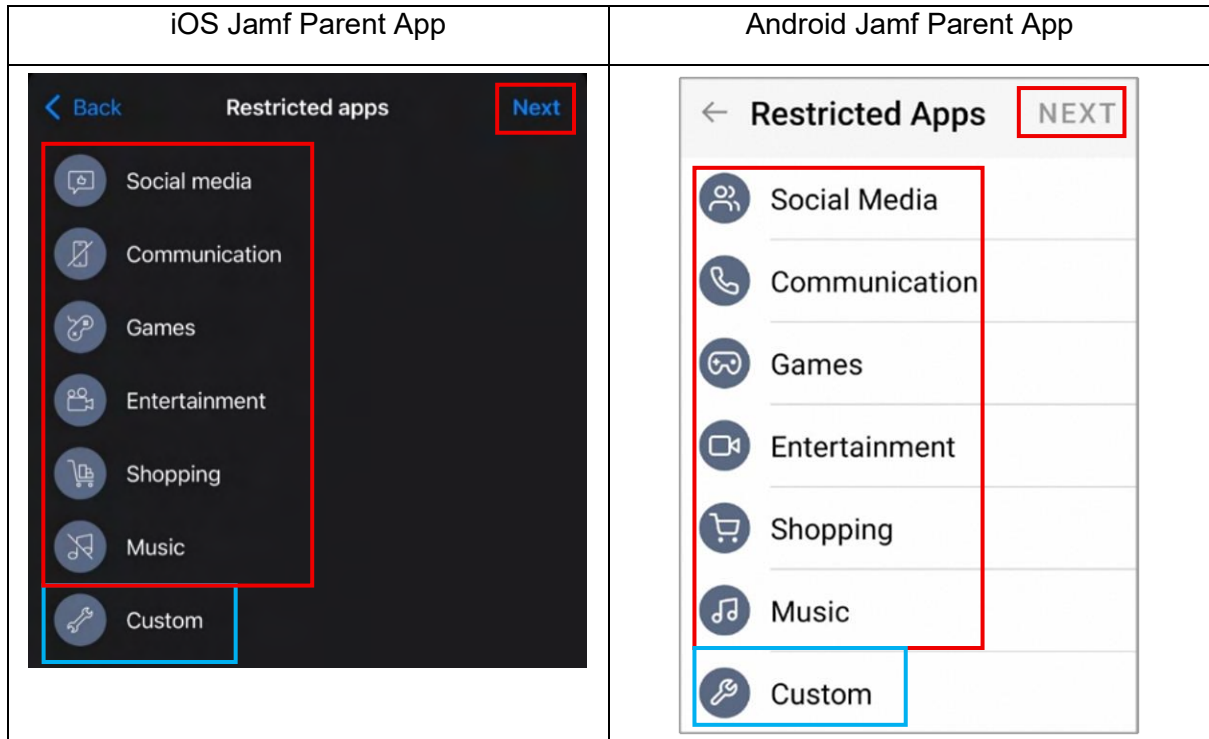 iOS Jamf Parent App
Android Jamf Parent App
Back
Restricted apps
Next
Social media
Communication
Games
Entertainment
Shopping
Music
Custom
Restricted Apps
NEXT
Social Media
Communication
Games
Entertainment
Shopping
Music
Custom